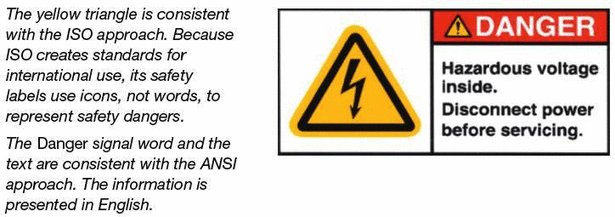 The yellow triangle is consistent
with the ISO approach. Because
ISO creates standards for
international use, its safety
labels use icons, not words, to
represent safety dangers.
The Danger signal word and the
text are consistent with the ANSI
approach. The information is
presented in English.
DANGER
Hazardous voltage
inside.
Disconnect power
before servicing.